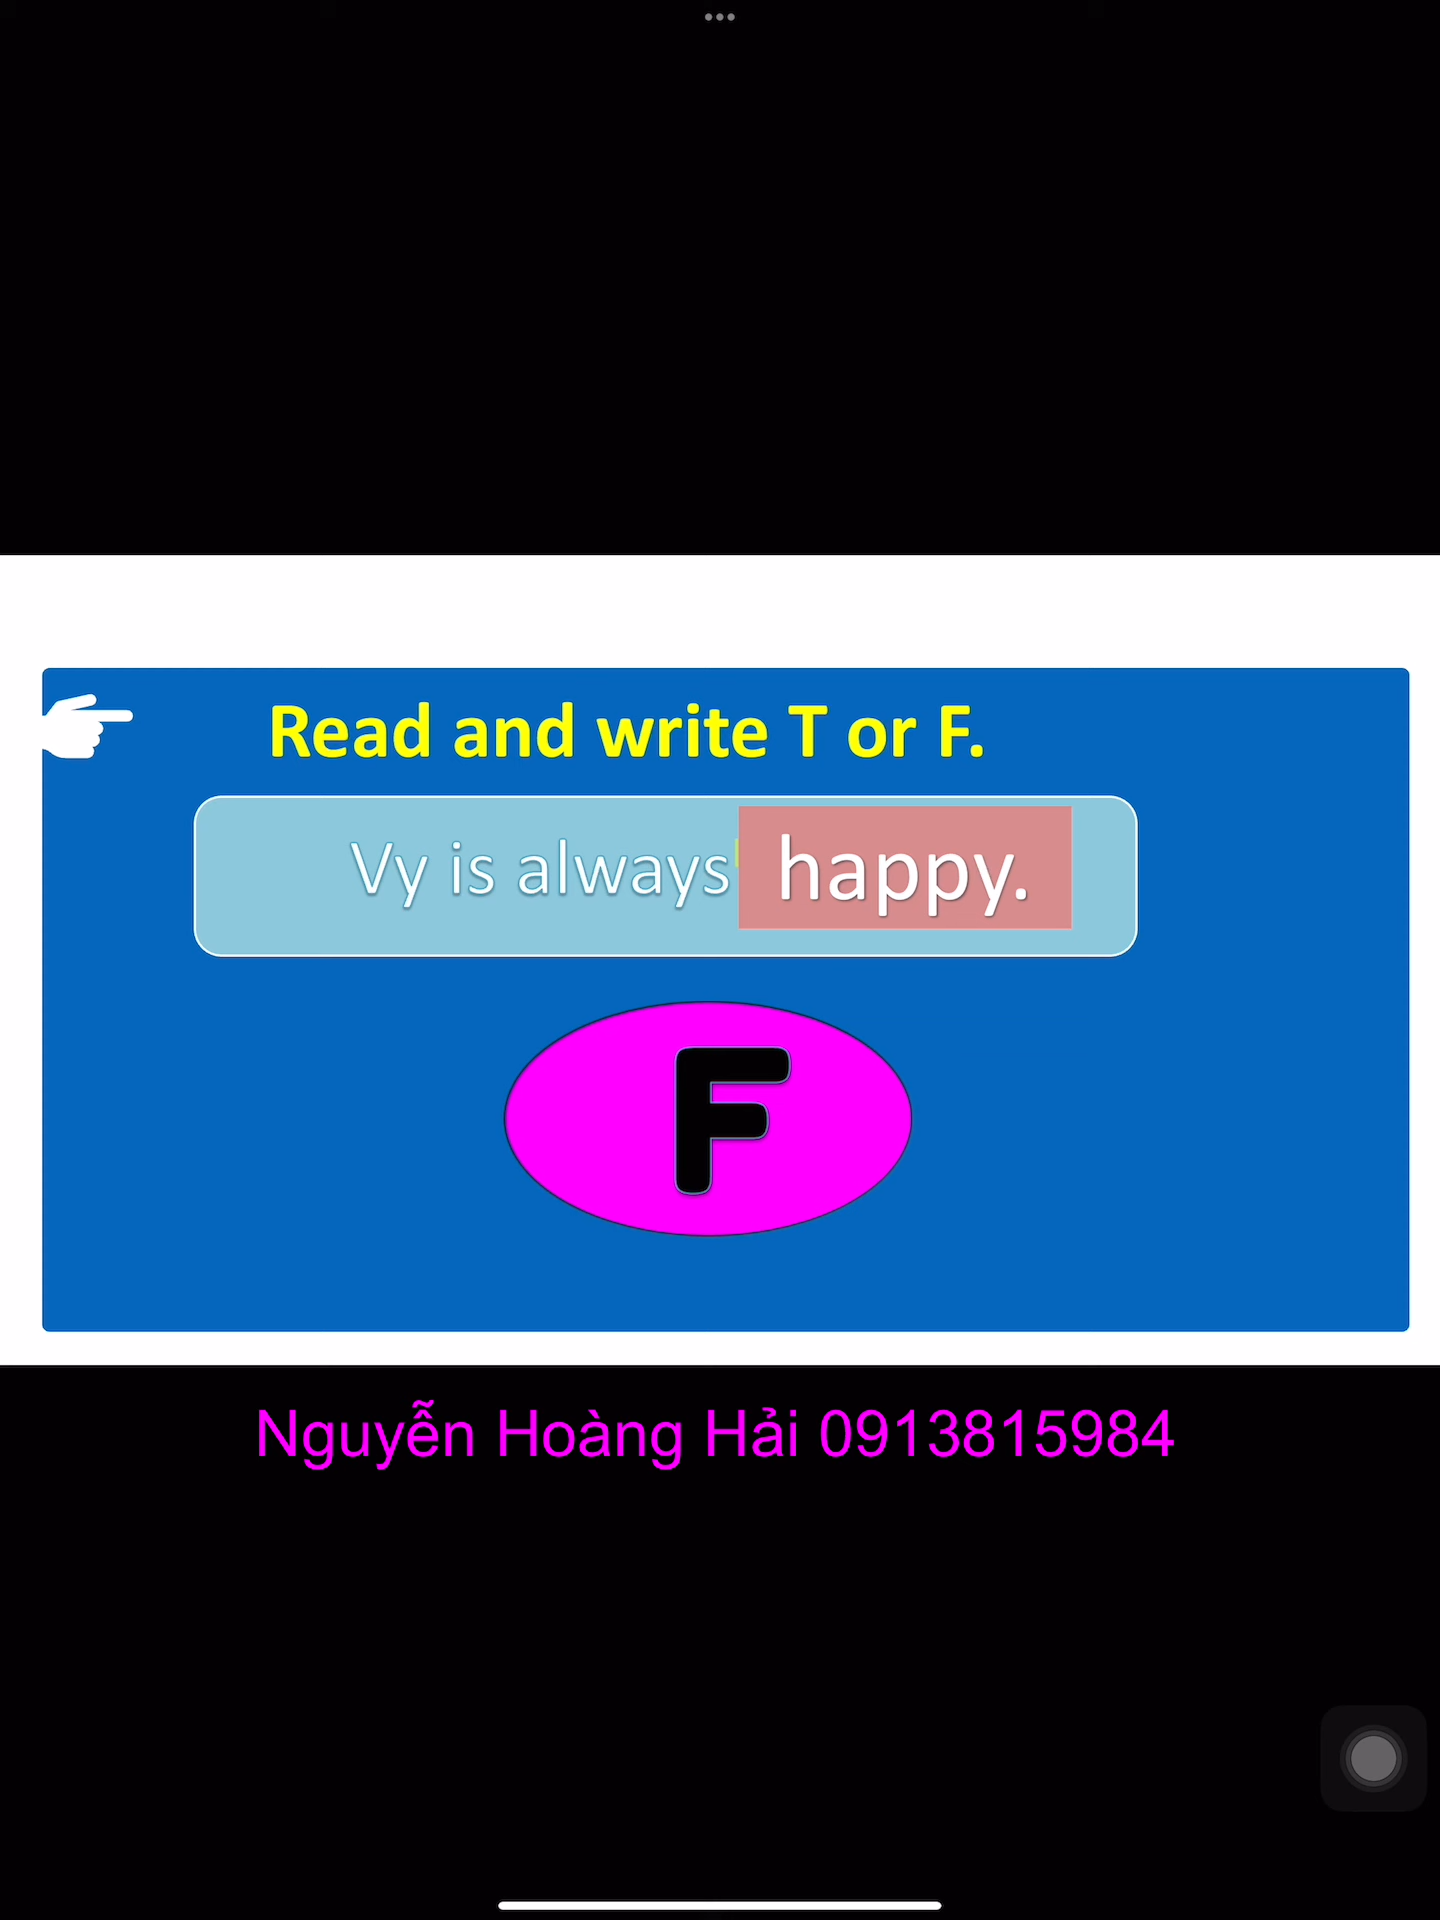 Read and write T or F.
Vy is always happy.
F
Nguyễn Hoàng Hải 0913815984